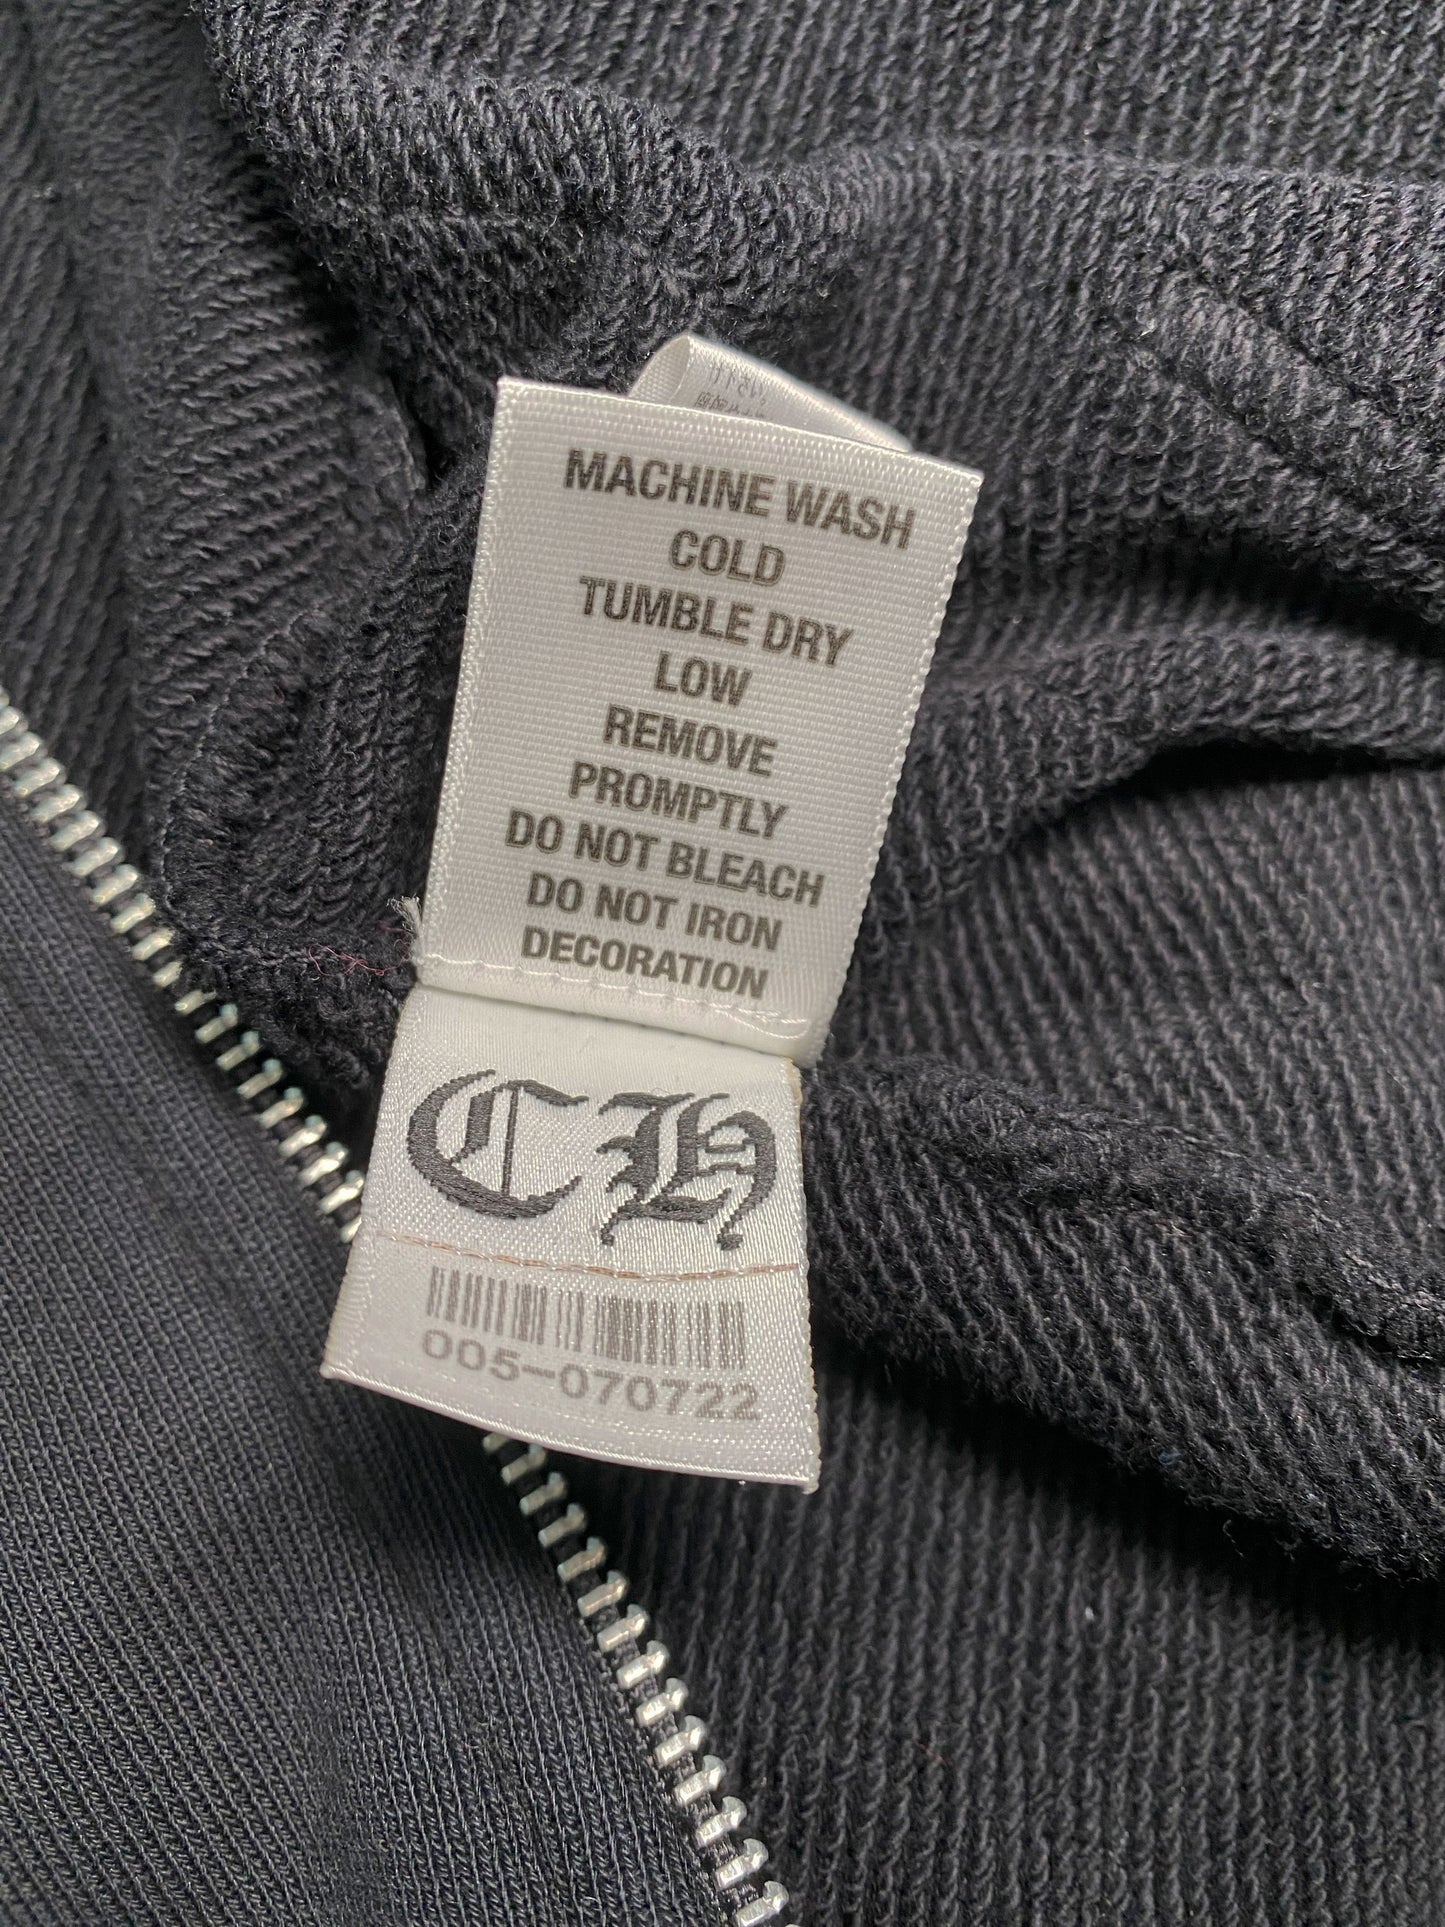 MACHINE WASH
COLD
TUMBLE DRY
LOW
REMOVE
PROMPTLY
DO NOT BLEACH
DO NOT IRON
DECORATION
CH
005-070722